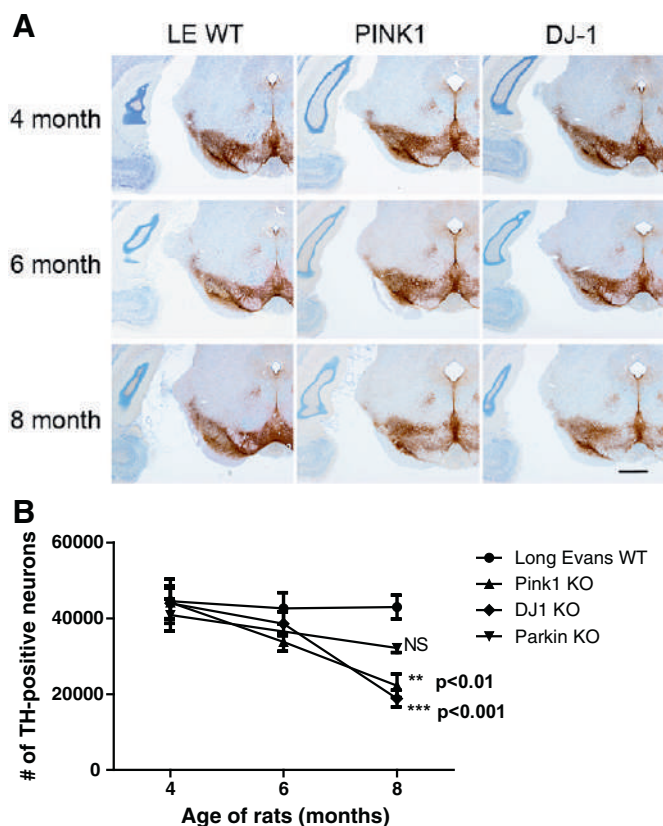 A
LE WT PINK1 DJ-1
4 month
6 month
8 month
B
60000
40000
20000
0
# of TH-positive neurons
4 6 8
Age of rats (months)
NS
** p<0.01
*** p<0.001
Long Evans WT
Pink1 KO
DJ1 KO
Parkin KO